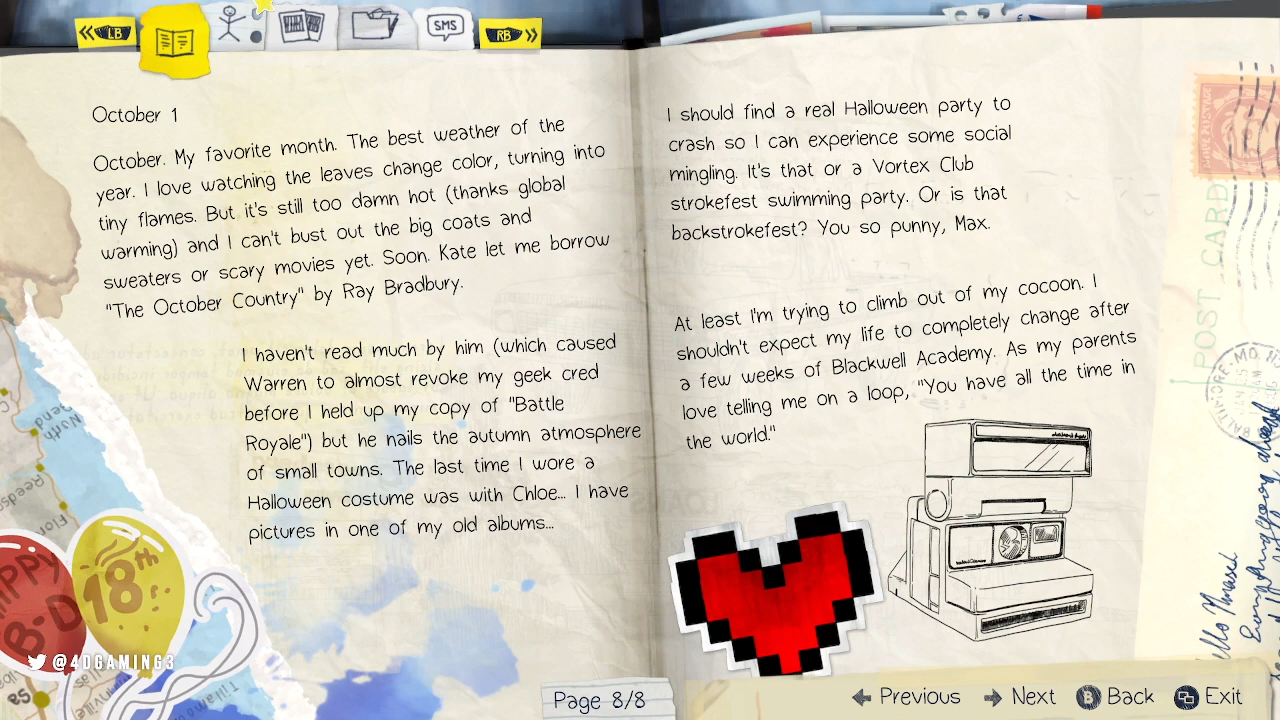 LB
SMS
RB
October 1
October. My favorite month. The best weather of the
year. I love watching the leaves change color, turning into
tiny flames. But it's still too damn hot (thanks global
warming) and I can't bust out the big coats and
sweaters or scary movies yet. Soon. Kate let me borrow
"The October Country" by Ray Bradbury.
I haven't read much by him (which caused
Warren to almost revoke my geek cred
before I held up my copy of "Battle
Royale") but he nails the autumn atmosphere
of small towns. The last time I wore a
Halloween costume was with Chloe... I have
pictures in one of my old albums...
I should find a real Halloween party to
crash so I can experience some social
mingling. It's that or a Vortex Club
strokefest swimming party. Or is that
backstrokefest? You so punny, Max.
At least I'm trying to climb out of my cocoon. I
shouldn't expect my life to completely change after
a few weeks of Blackwell Academy. As my parents
love telling me on a loop, "You have all the time in
the world."
POST CARD
North
Bend
18th
@4DGAMING3
Page 8/8
Previous
Next
B Back
Exit